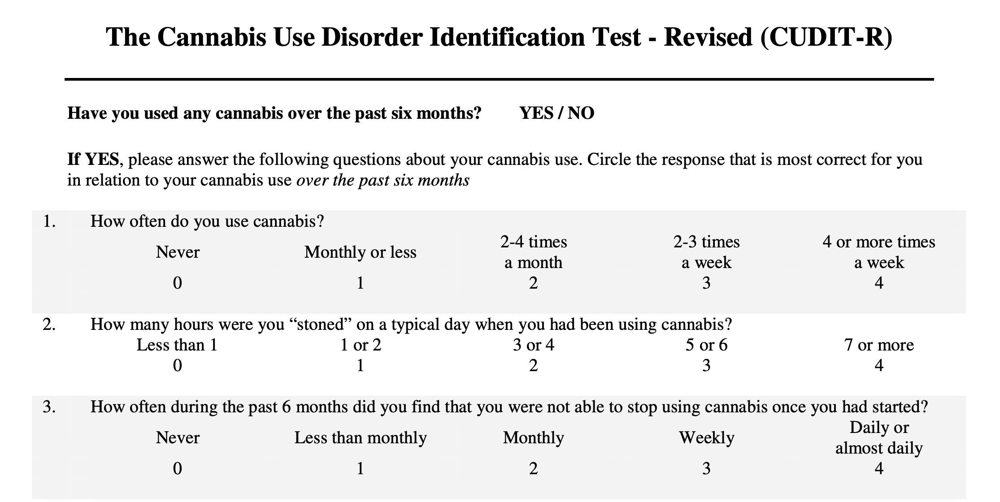 The Cannabis Use Disorder Identification Test - Revised (CUDIT-R)
Have you used any cannabis over the past six months? YES / NO
If YES, please answer the following questions about your cannabis use. Circle the response that is most correct for you
in relation to your cannabis use over the past six months
1. How often do you use cannabis?
Never Monthly or less 2-4 times a month 2-3 times a week 4 or more times a week
0 1 2 3 4
2. How many hours were you “stoned” on a typical day when you had been using cannabis?
Less than 1 1 or 2 3 or 4 5 or 6 7 or more
0 1 2 3 4
3. How often during the past 6 months did you find that you were not able to stop using cannabis once you had started?
Never Less than monthly Monthly Weekly Daily or almost daily
0 1 2 3 4